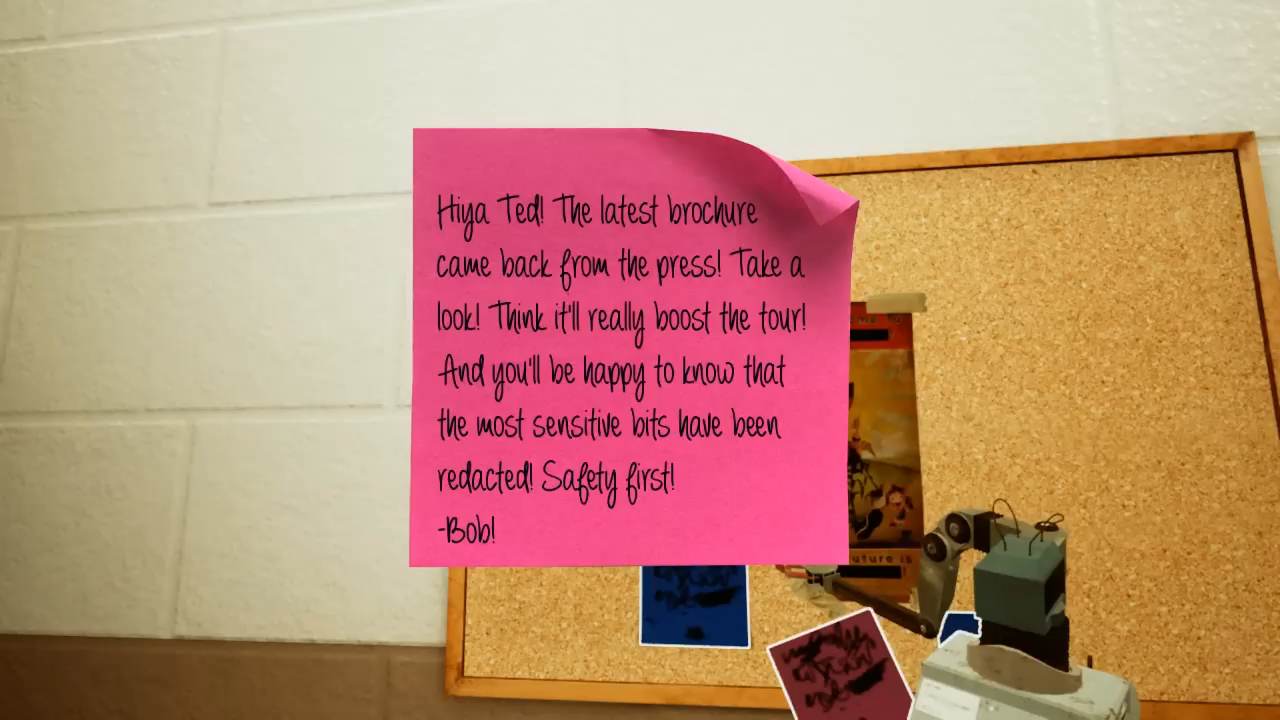 Hiya Ted! The latest brochure
came back from the press! Take a
look! Think it'll really boost the tour!
And you'll be happy to know that
the most sensitive bits have been
redacted! Safety first!
-Bob!